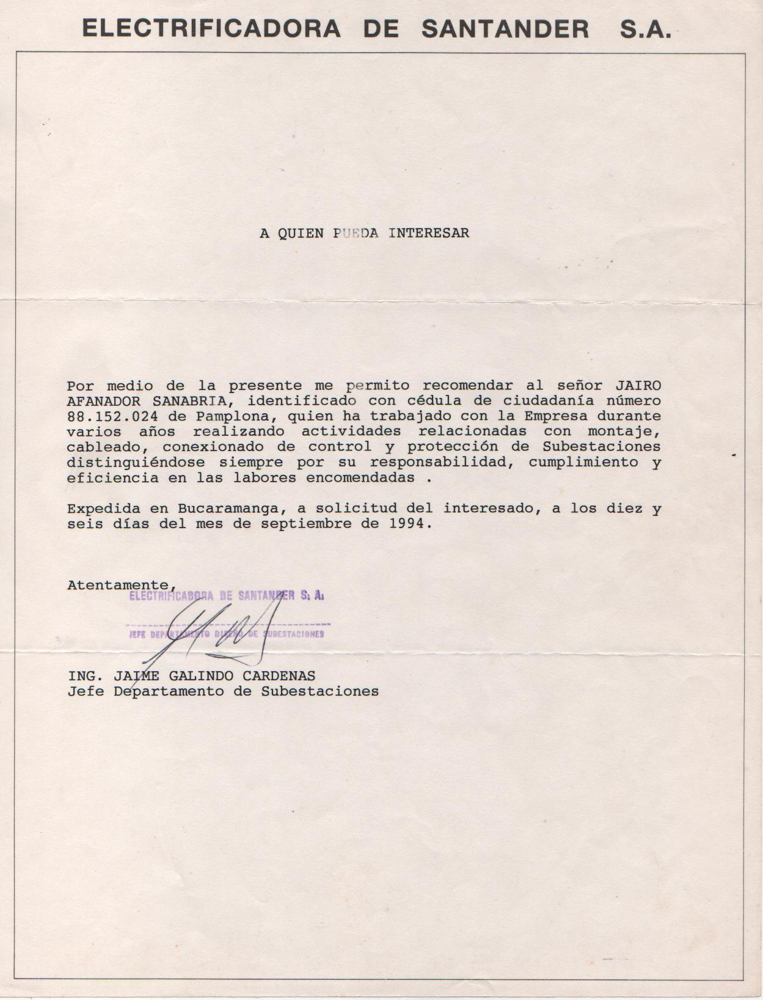 ELECTRIFICADORA DE SANTANDER S.A.
A QUIEN PUEDA INTERESAR
Por medio de la presente me permito recomendar al señor JAIRO
AFANADOR SANABRIA, identificado con cédula de ciudadanía número
88.152.024 de Pamplona, quien ha trabajado con la Empresa durante
varios años realizando actividades relacionadas con montaje,
cableado, conexionado de control y protección de Subestaciones
distinguiéndose siempre por su responsabilidad, cumplimiento y
eficiencia en las labores encomendadas .
Expedida en Bucaramanga, a solicitud del interesado, a los diez y
seis días del mes de septiembre de 1994.
Atentamente,
ELECTRIFICADORA DE SANTANDER S. A.
JEFE DEPARTAMENTO DISEÑO DE SUBESTACIONES
ING. JAIME GALINDO CARDENAS
Jefe Departamento de Subestaciones